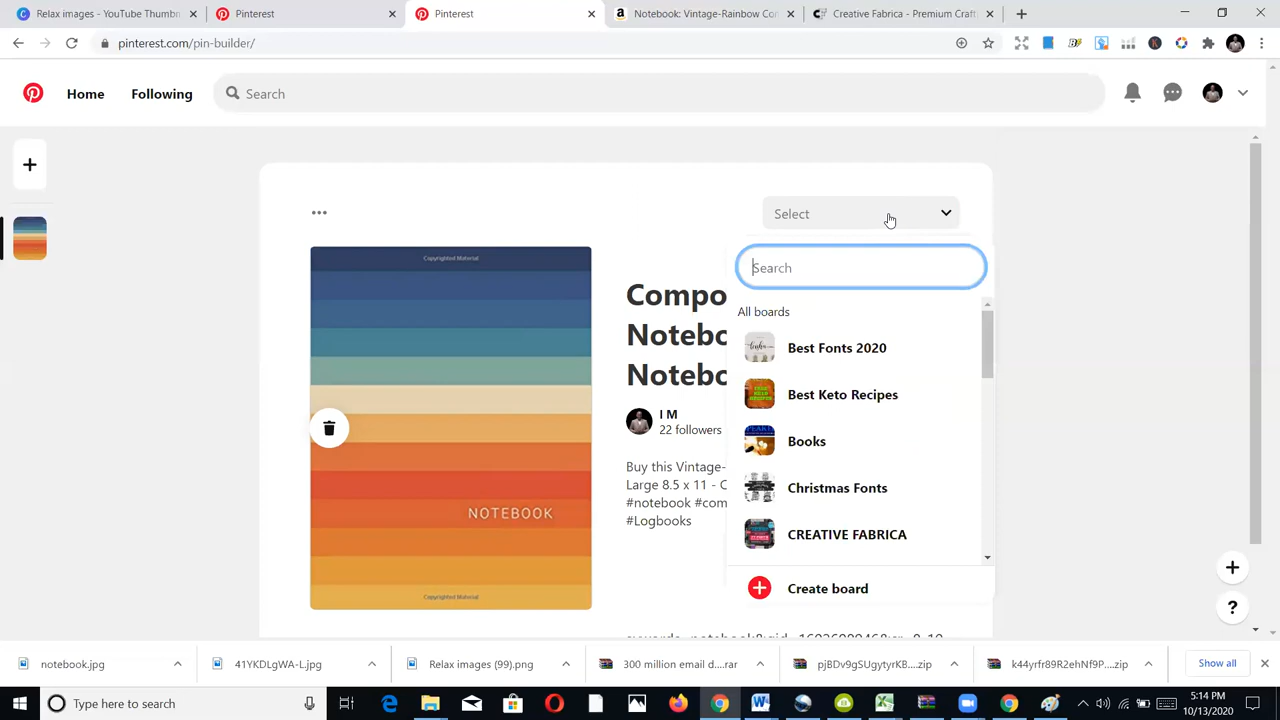 Relax images - YouTube Thumbn
Pinterest
Pinterest
Notebook: Vintage-Rainbow Con
Creative Fabrica - Premium Craft
pinterest.com/pin-builder/
Home
Following
Search
Select
Search
All boards
Best Fonts 2020
Best Keto Recipes
Books
Christmas Fonts
CREATIVE FABRICA
Create board
Copyrighted Material
NOTEBOOK
Copyrighted Material
Compo
Notebo
Notebo
I M
22 followers
Buy this Vintage-
Large 8.5 x 11 - C
#notebook #com
#Logbooks
notebook.jpg
41YKDLgWA-L.jpg
Relax images (99).png
300 million email d....rar
pjBDv9gSUgytyrKB....zip
k44yrfr89R2ehNf9P....zip
Show all
Type here to search
5:14 PM
10/13/2020